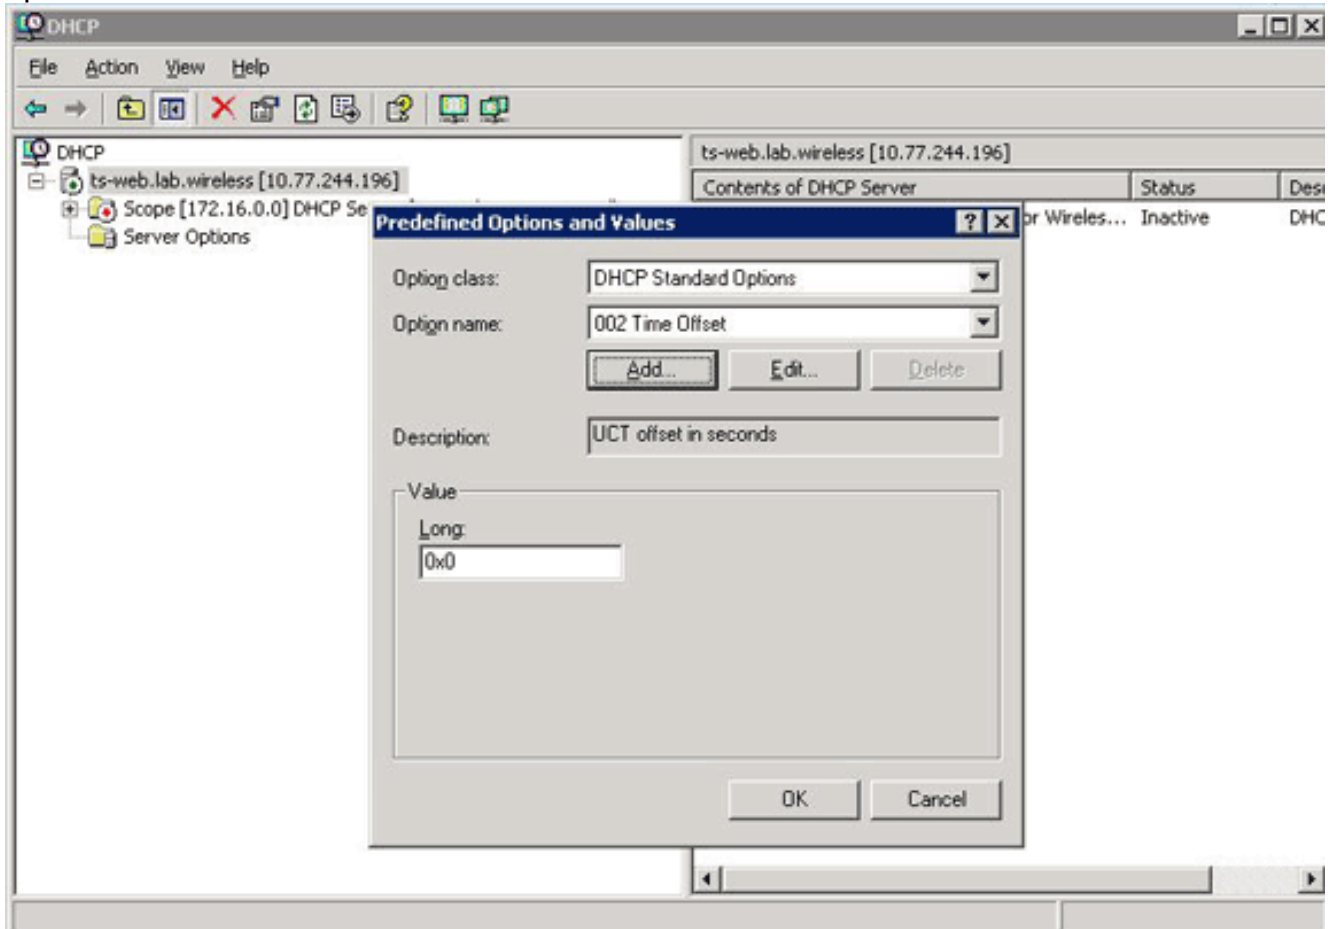 DHCP
File Action View Help
DHCP
ts-web.lab.wireless [10.77.244.196]
Scope [172.16.0.0] DHCP Se
Server Options
ts-web.lab.wireless [10.77.244.196]
Contents of DHCP Server Status Desc
or Wireles... Inactive DHC
Predefined Options and Values
Option class: DHCP Standard Options
Option name: 002 Time Offset
Add... Edit... Delete
Description: UCT offset in seconds
Value
Long:
0x0
OK Cancel